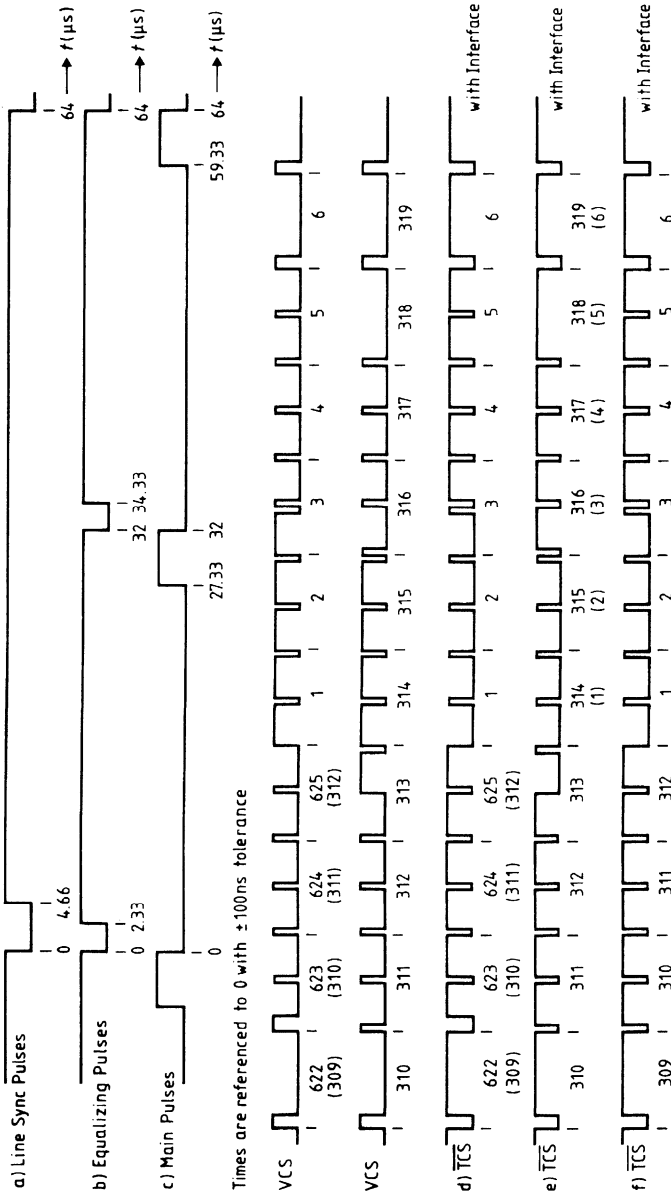 a) Line Sync Pulses
0 4.66 64 t (µs)
b) Equalizing Pulses
0 2.33 32 34.33 64 t (µs)
c) Main Pulses
0 27.33 32 59.33 64 t (µs)
Times are referenced to 0 with ± 100ns tolerance
VCS
622 623 624 625 1 2 3 4 5 6
(309) (310) (311) (312)
VCS
310 311 312 313 314 315 316 317 318 319
d) TCS with Interface
622 623 624 625 1 2 3 4 5 6
(309) (310) (311) (312)
e) TCS with Interface
310 311 312 313 314 315 316 317 318 319
(1) (2) (3) (4) (5) (6)
f) TCS with Interface
309 310 311 312 1 2 3 4 5 6